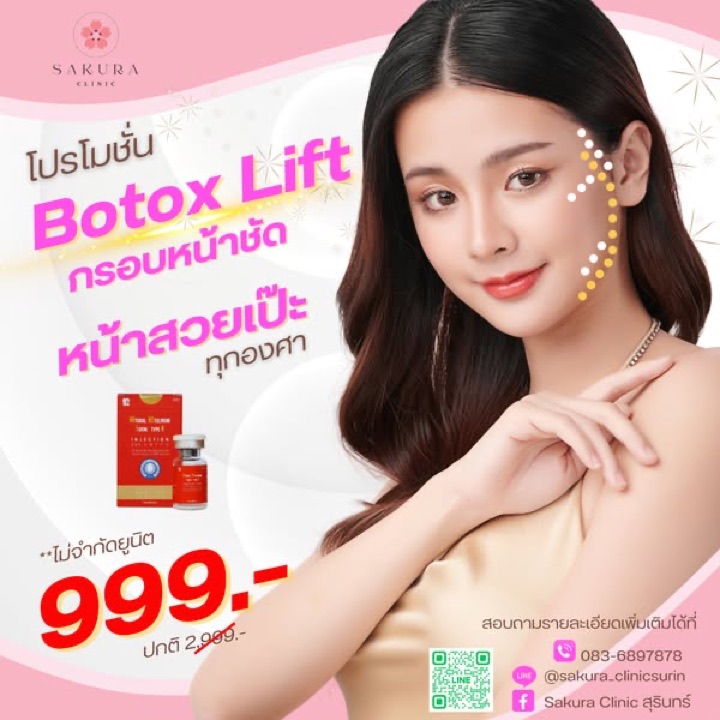 SAKURA
CLINIC
โปรโมชั่น
Botox Lift
กรอบหน้าชัด
หน้าสวยเป๊ะ
ทุกองศา
INJECTION
**ไม่จำกัดยูนิต
999.-
ปกติ 2,999.-
สอบถามรายละเอียดเพิ่มเติมได้ที่
083-6897878
LINE
LINE @sakura_clinicsurin
Sakura Clinic สุรินทร์